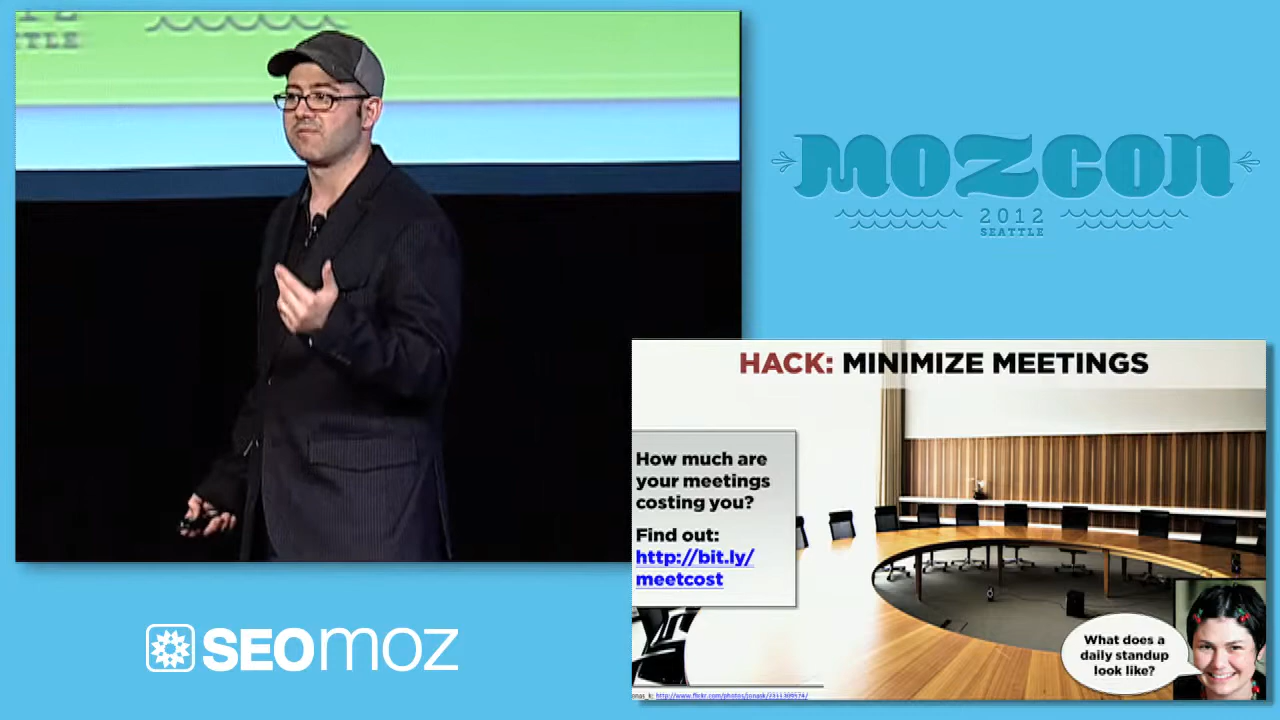 TTLE
MOZCON
2012
SEATTLE
HACK: MINIMIZE MEETINGS
How much are
your meetings
costing you?
Find out:
http://bit.ly/
meetcost
What does a
daily standup
look like?
SEOmoz